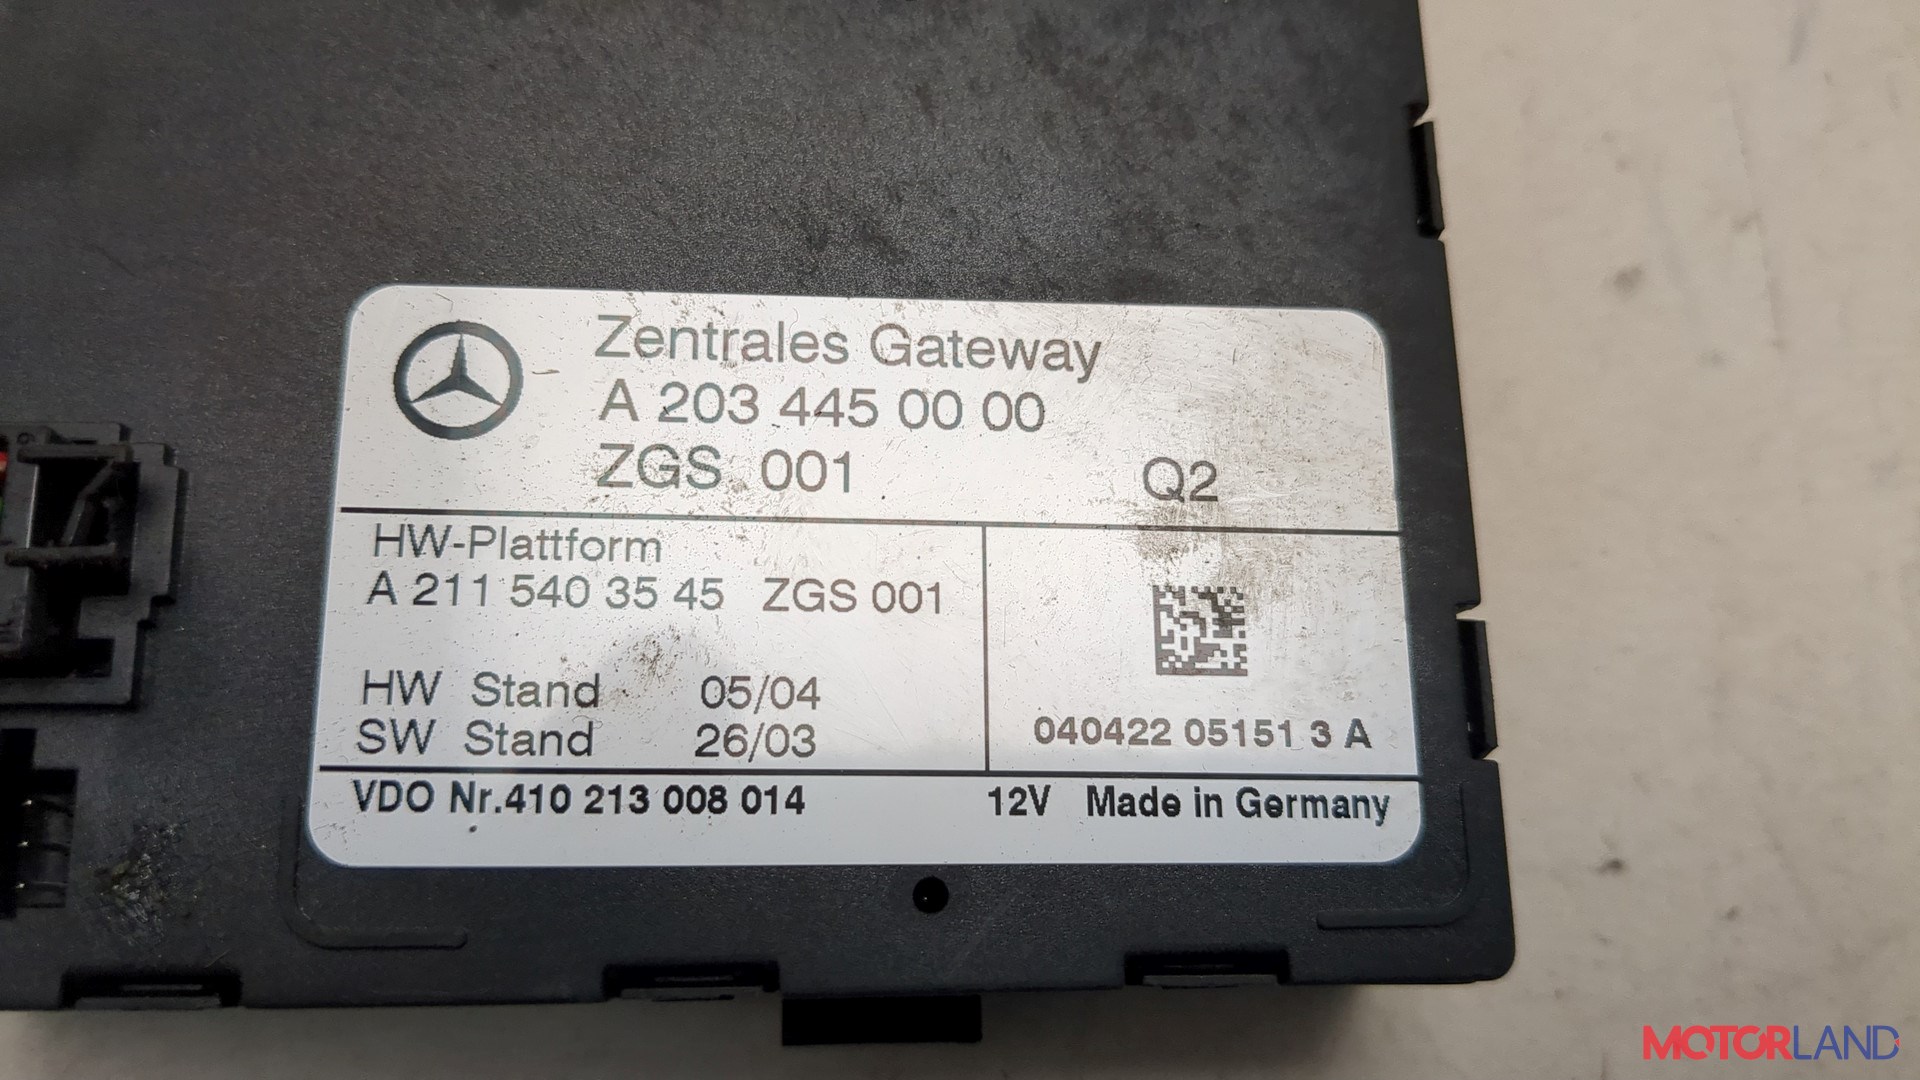 Zentrales Gateway
A 203 445 00 00
ZGS 001 Q2
HW-Plattform
A 211 540 35 45 ZGS 001
HW Stand 05/04
SW Stand 26/03
040422 05151 3 A
VDO Nr.410 213 008 014 12V Made in Germany
MOTORLAND